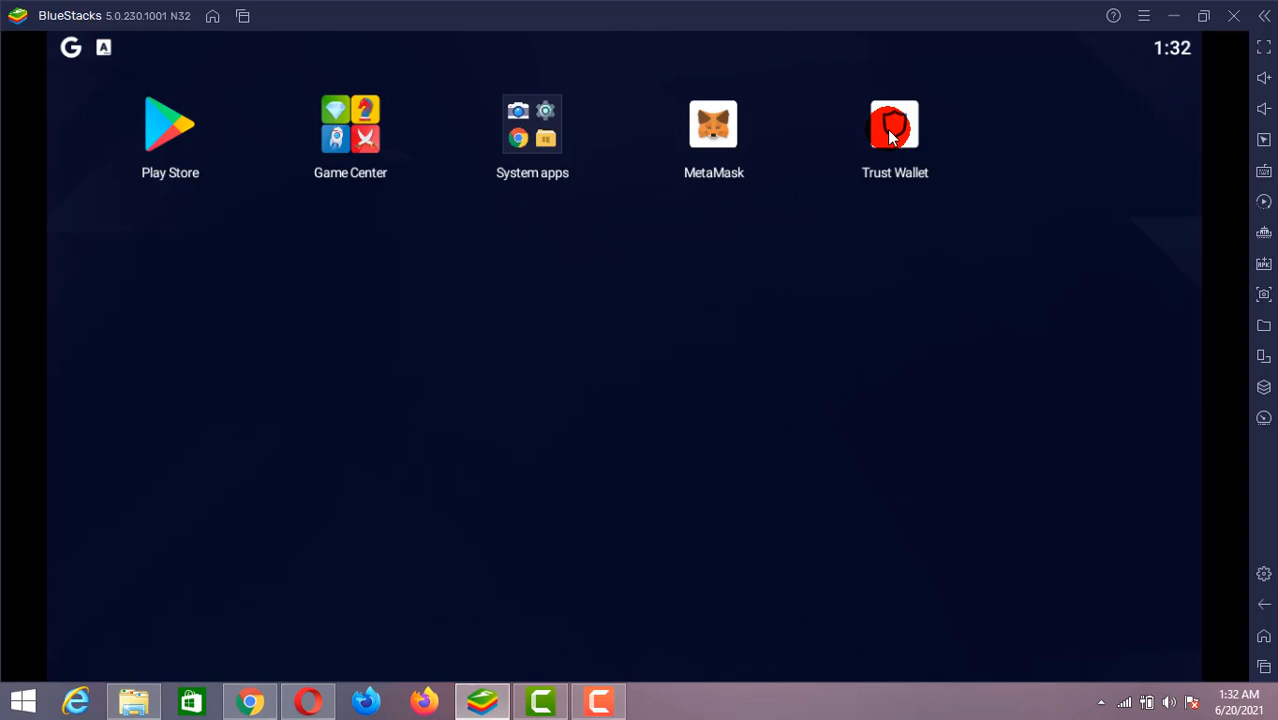 BlueStacks 5.0.230.1001 N32
1:32
Play Store
Game Center
System apps
MetaMask
Trust Wallet
1:32 AM
6/20/2021